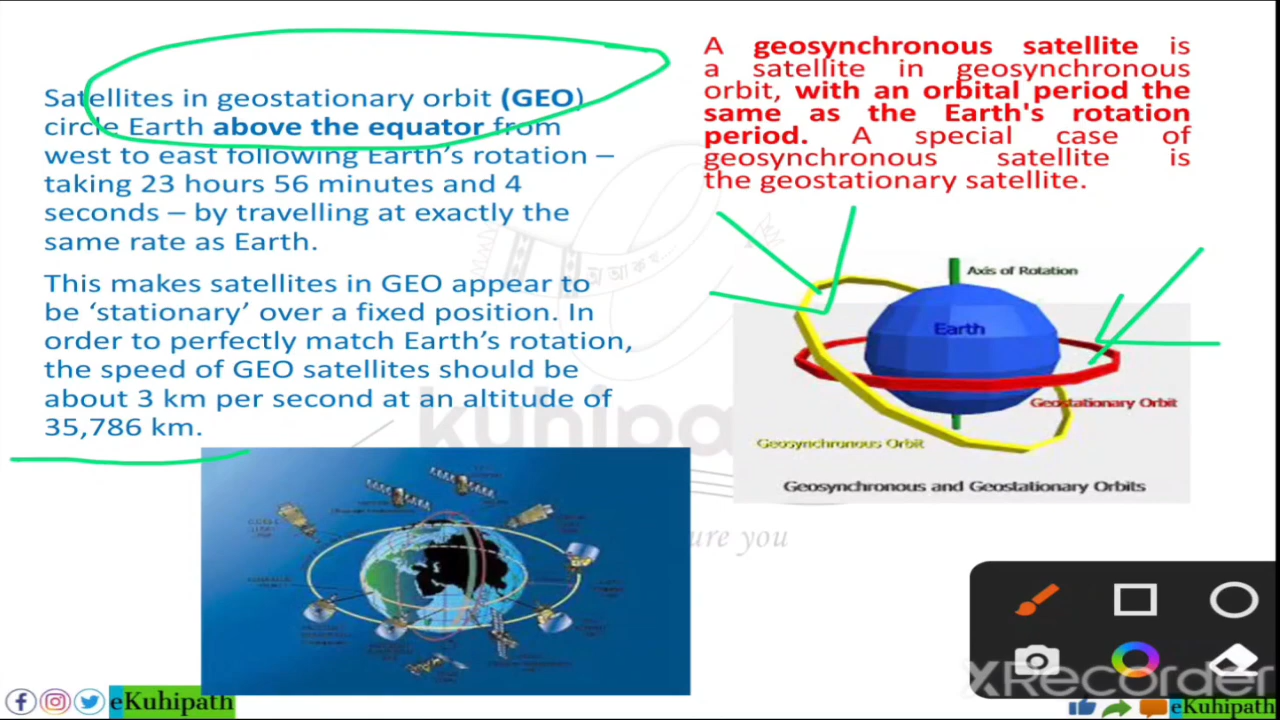 Satellites in geostationary orbit (GEO)
circle Earth above the equator from
west to east following Earth’s rotation –
taking 23 hours 56 minutes and 4
seconds – by travelling at exactly the
same rate as Earth.
This makes satellites in GEO appear to
be ‘stationary’ over a fixed position. In
order to perfectly match Earth’s rotation,
the speed of GEO satellites should be
about 3 km per second at an altitude of
35,786 km.
A geosynchronous satellite is
a satellite in geosynchronous
orbit, with an orbital period the
same as the Earth's rotation
period. A special case of
geosynchronous satellite is
the geostationary satellite.
Axis of Rotation
Earth
Geostationary Orbit
Geosynchronous Orbit
Geosynchronous and Geostationary Orbits
kuhipa
ure you
XRecorder
eKuhipath
eKuhipath